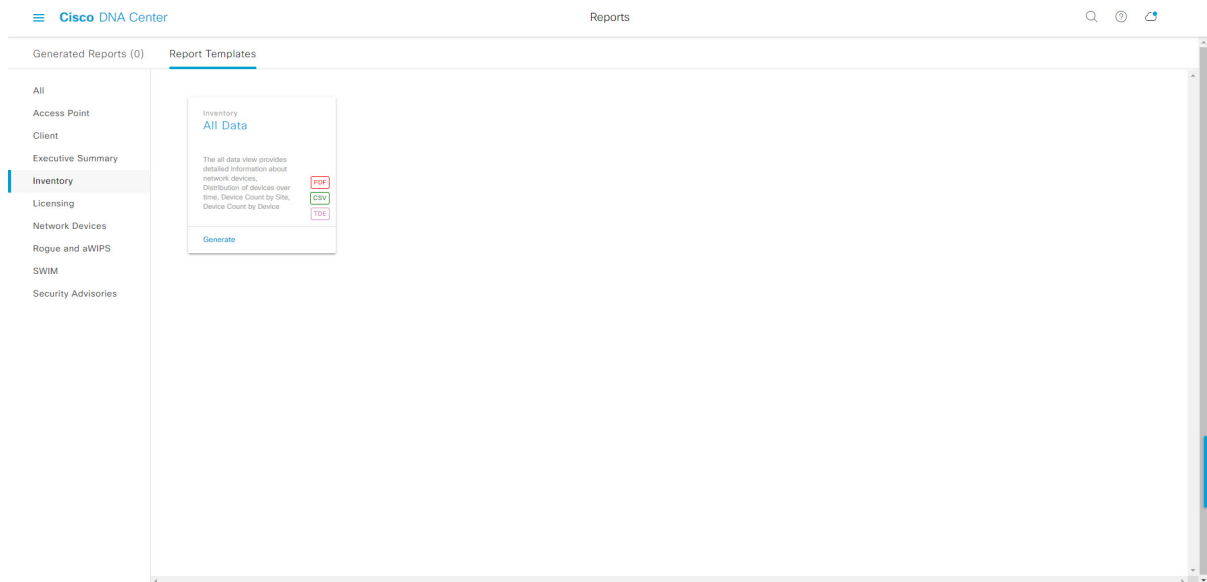 Cisco DNA Center
Reports
Generated Reports (0)
Report Templates
All
Access Point
Client
Executive Summary
Inventory
Licensing
Network Devices
Rogue and aWIPS
SWIM
Security Advisories
Inventory
All Data
The all data view provides
detailed information about
network devices,
Distribution of devices over
time, Device Count by Site,
Device Count by Device
PDF
CSV
TDE
Generate